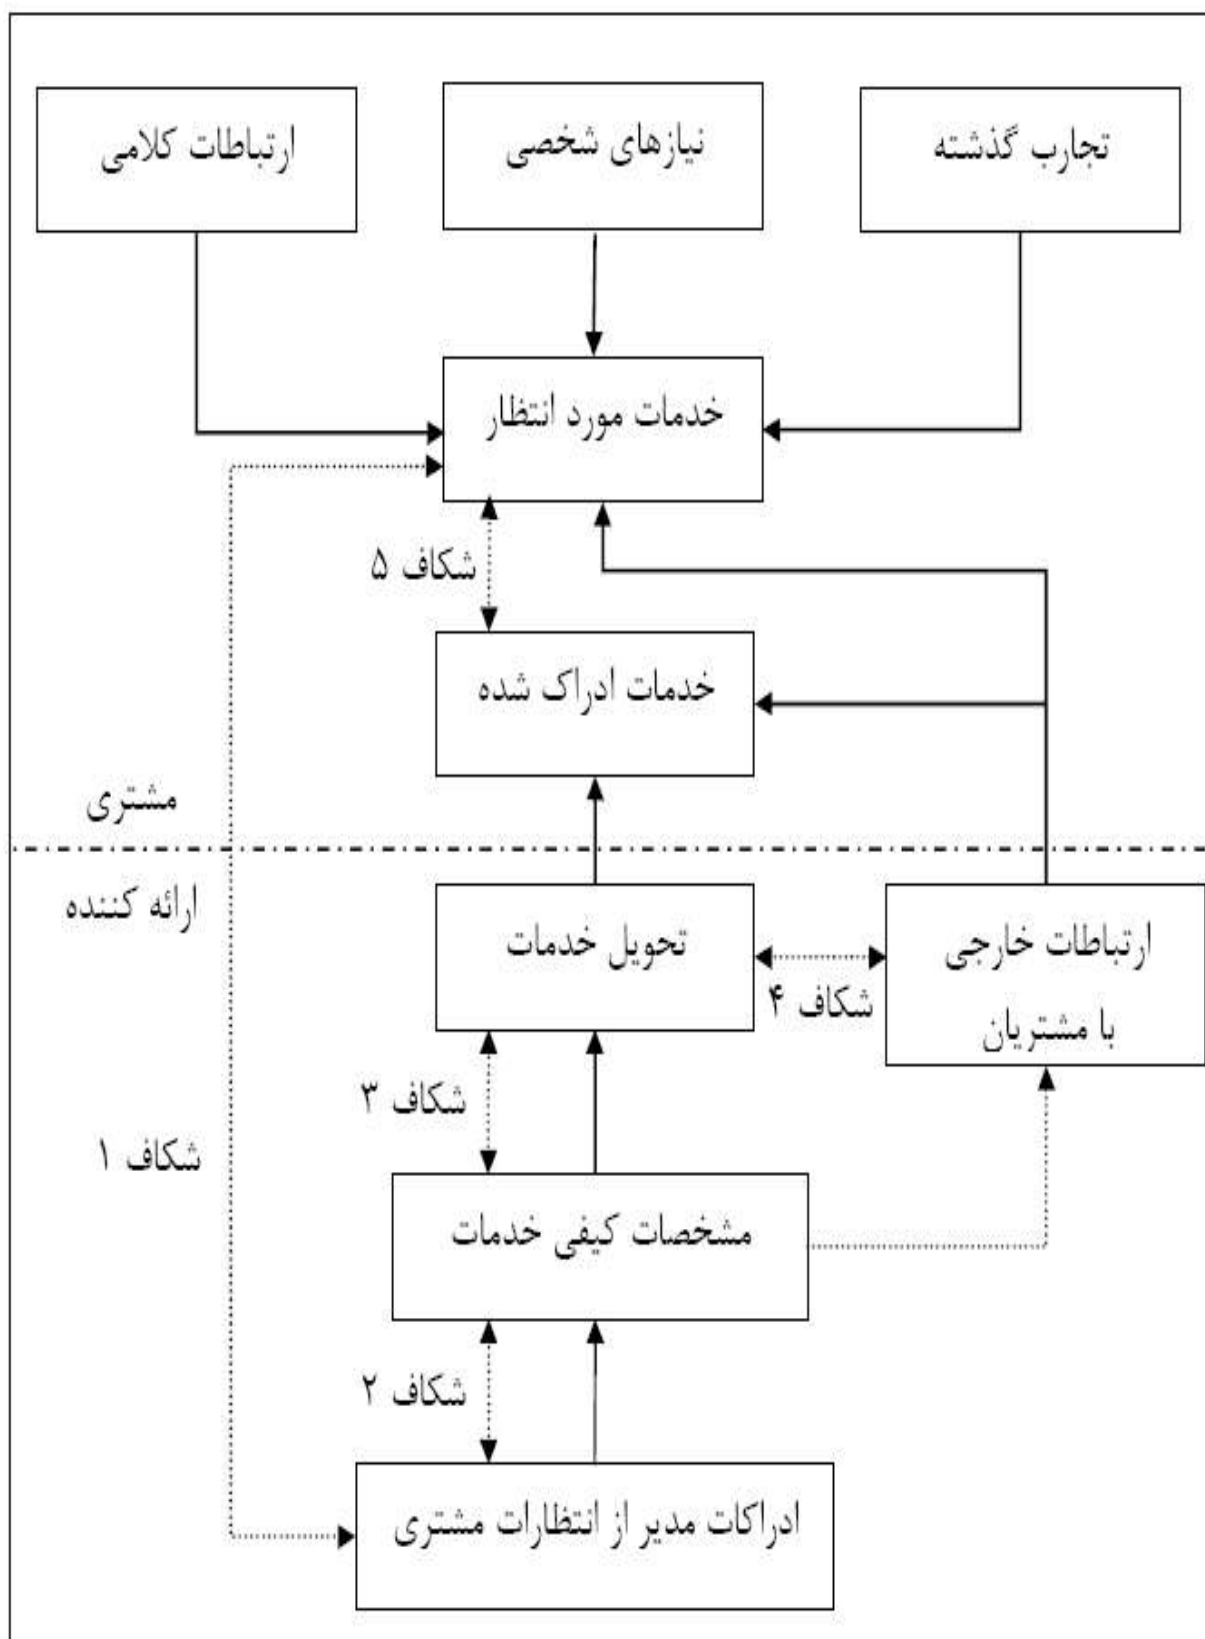 تجارب گذشته
نیازهای شخصی
ارتباطات کلامی
خدمات مورد انتظار
شکاف ۵
خدمات ادراک شده
مشتری
ارائه کننده
ارتباطات خارجی
با مشتریان
تحویل خدمات
شکاف ۴
شکاف ۳
شکاف ۱
مشخصات کیفی خدمات
شکاف ۲
ادراکات مدیر از انتظارات مشتری